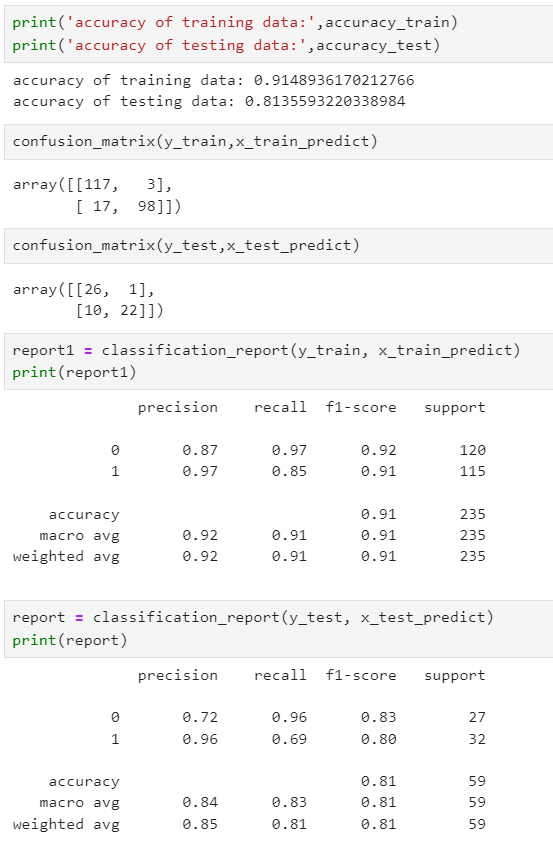 print('accuracy of training data:',accuracy_train)
print('accuracy of testing data:',accuracy_test)
accuracy of training data: 0.9148936170212766
accuracy of testing data: 0.8135593220338984
confusion_matrix(y_train,x_train_predict)
array([[117,   3],
       [ 17,  98]])
confusion_matrix(y_test,x_test_predict)
array([[26,  1],
       [10, 22]])
report1 = classification_report(y_train, x_train_predict)
print(report1)
              precision    recall  f1-score   support
           0       0.87      0.97      0.92       120
           1       0.97      0.85      0.91       115
    accuracy                           0.91       235
   macro avg       0.92      0.91      0.91       235
weighted avg       0.92      0.91      0.91       235
report = classification_report(y_test, x_test_predict)
print(report)
              precision    recall  f1-score   support
           0       0.72      0.96      0.83        27
           1       0.96      0.69      0.80        32
    accuracy                           0.81        59
   macro avg       0.84      0.83      0.81        59
weighted avg       0.85      0.81      0.81        59